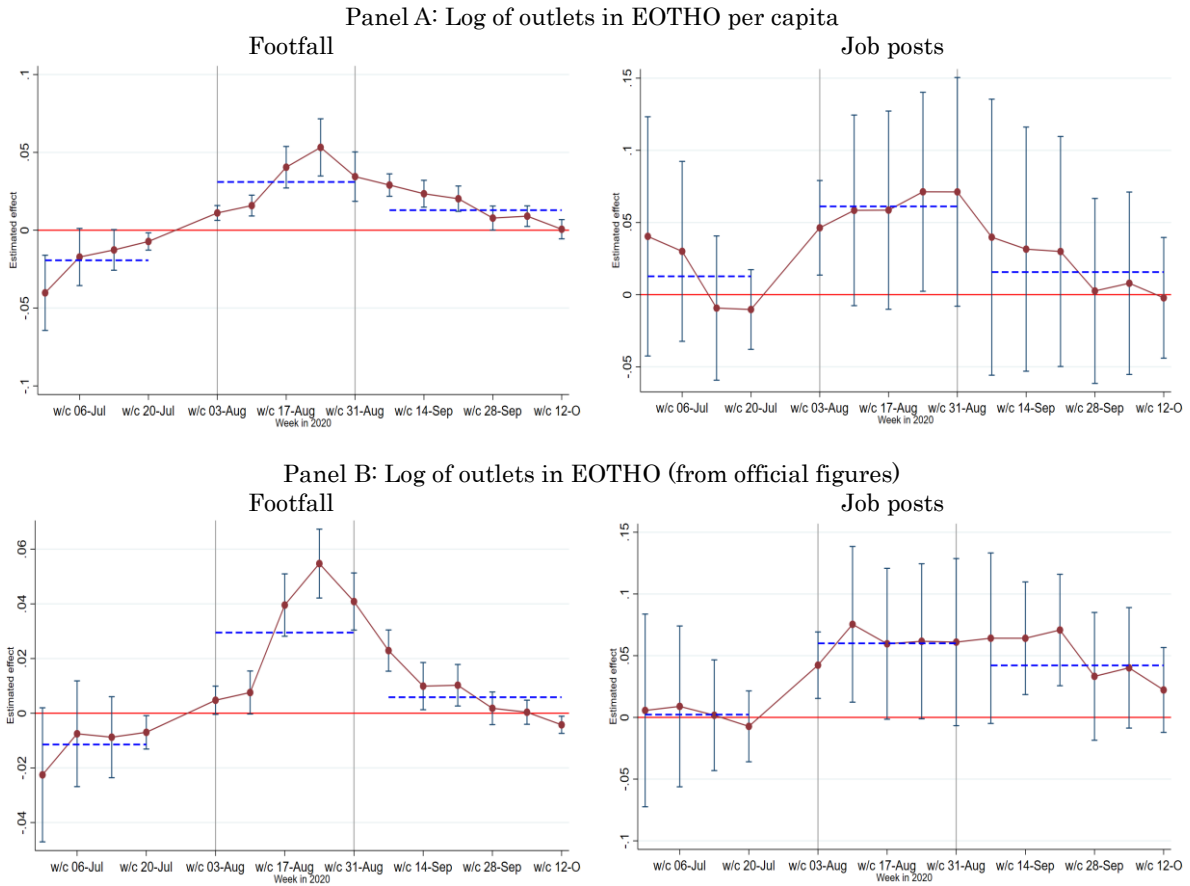 Panel A: Log of outlets in EOTHO per capita
Footfall
Job posts
.1
.05
0
-.05
-.1
Estimated effect
w/c 06-Jul w/c 20-Jul w/c 03-Aug w/c 17-Aug w/c 31-Aug w/c 14-Sep w/c 28-Sep w/c 12-O
Week in 2020
.15
.1
.05
0
-.05
Estimated effect
w/c 06-Jul w/c 20-Jul w/c 03-Aug w/c 17-Aug w/c 31-Aug w/c 14-Sep w/c 28-Sep w/c 12-O
Week in 2020
Panel B: Log of outlets in EOTHO (from official figures)
Footfall
Job posts
.06
.04
.02
0
-.02
-.04
Estimated effect
w/c 06-Jul w/c 20-Jul w/c 03-Aug w/c 17-Aug w/c 31-Aug w/c 14-Sep w/c 28-Sep w/c 12-O
Week in 2020
.15
.1
.05
0
-.05
-.1
Estimated effect
w/c 06-Jul w/c 20-Jul w/c 03-Aug w/c 17-Aug w/c 31-Aug w/c 14-Sep w/c 28-Sep w/c 12-O
Week in 2020